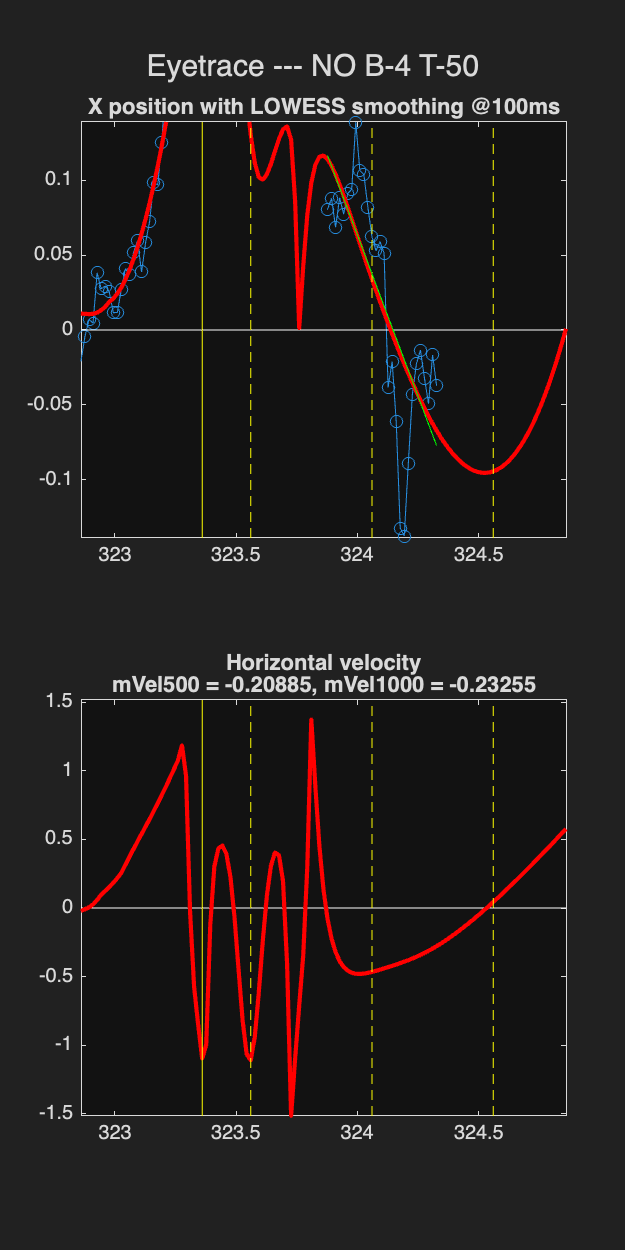 Eyetrace --- NO B-4 T-50
X position with LOWESS smoothing @100ms
0.1
0.05
0
-0.05
-0.1
323 323.5 324 324.5
Horizontal velocity
mVel500 = -0.20885, mVel1000 = -0.23255
1.5
1
0.5
0
-0.5
-1
-1.5
323 323.5 324 324.5